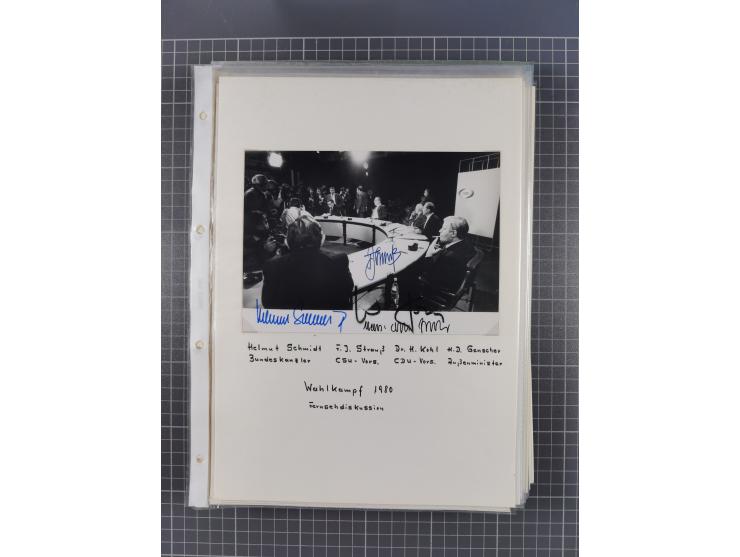 Helmut Schmidt F. J. Strauß Dr. H. Kohl H. D. Genscher
Bundeskanzler CSU-Vors. CDU-Vors. Außenminister
Wahlkampf 1980
Fernsehdiskussion